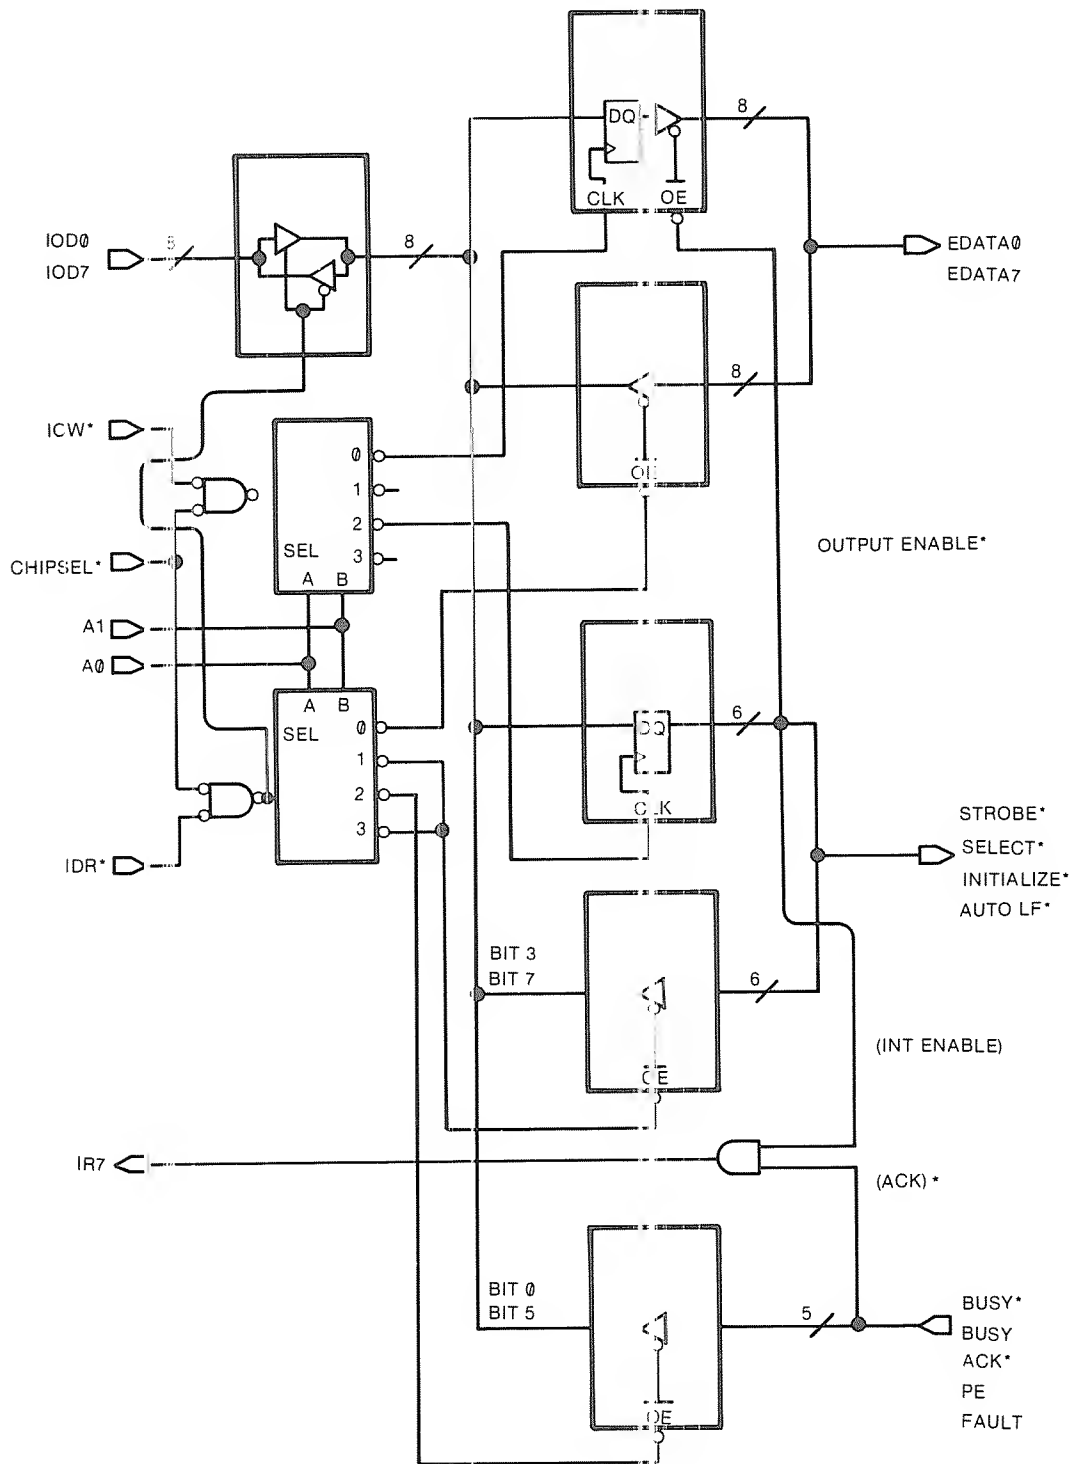 DQ
8
CLK
OE
IOD0
IOD7
8
8
EDATA0
EDATA7
8
OE
ICW*
0
1
2
3
SEL
A B
CHIPSEL*
OUTPUT ENABLE*
A1
A0
A B
SEL
0
1
2
3
DQ
6
CLK
IDR*
STROBE*
SELECT*
INITIALIZE*
AUTO LF*
BIT 3
BIT 7
6
OE
(INT ENABLE)
IR7
(ACK) *
BIT 0
BIT 5
5
OE
BUSY*
BUSY
ACK*
PE
FAULT